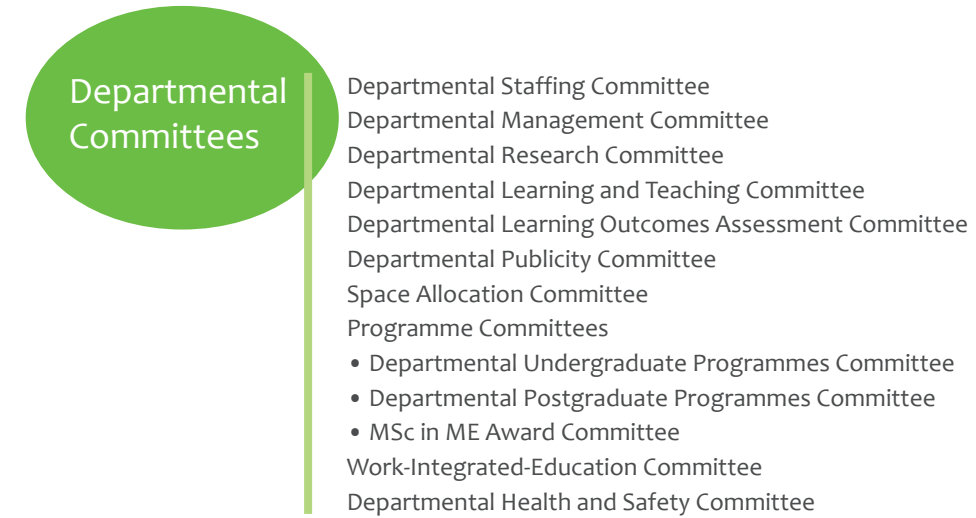 Departmental
Committees
Departmental Staffing Committee
Departmental Management Committee
Departmental Research Committee
Departmental Learning and Teaching Committee
Departmental Learning Outcomes Assessment Committee
Departmental Publicity Committee
Space Allocation Committee
Programme Committees
• Departmental Undergraduate Programmes Committee
• Departmental Postgraduate Programmes Committee
• MSc in ME Award Committee
Work-Integrated-Education Committee
Departmental Health and Safety Committee